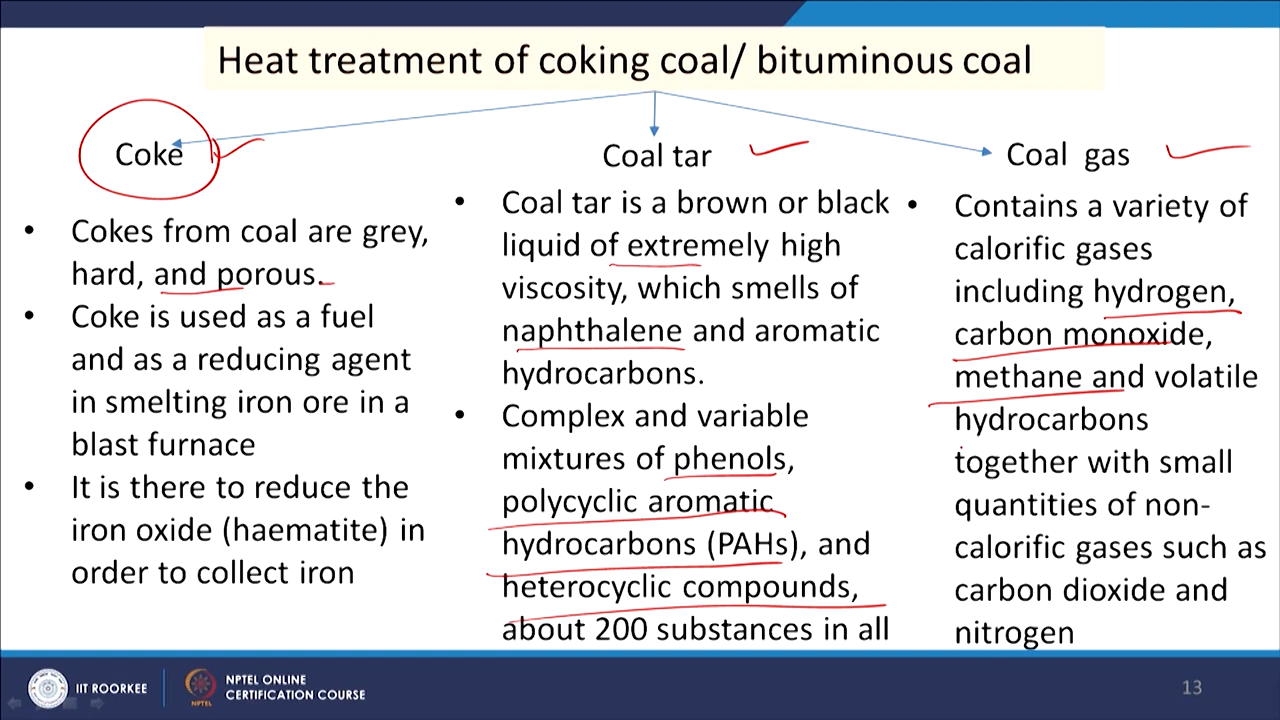 Heat treatment of coking coal/ bituminous coal
Coke
• Cokes from coal are grey,
hard, and porous.
• Coke is used as a fuel
and as a reducing agent
in smelting iron ore in a
blast furnace
• It is there to reduce the
iron oxide (haematite) in
order to collect iron
Coal tar
• Coal tar is a brown or black
liquid of extremely high
viscosity, which smells of
naphthalene and aromatic
hydrocarbons.
• Complex and variable
mixtures of phenols,
polycyclic aromatic
hydrocarbons (PAHs), and
heterocyclic compounds,
about 200 substances in all
Coal gas
• Contains a variety of
calorific gases
including hydrogen,
carbon monoxide,
methane and volatile
hydrocarbons
together with small
quantities of non-
calorific gases such as
carbon dioxide and
nitrogen
IIT ROORKEE
NPTEL
NPTEL ONLINE
CERTIFICATION COURSE
13